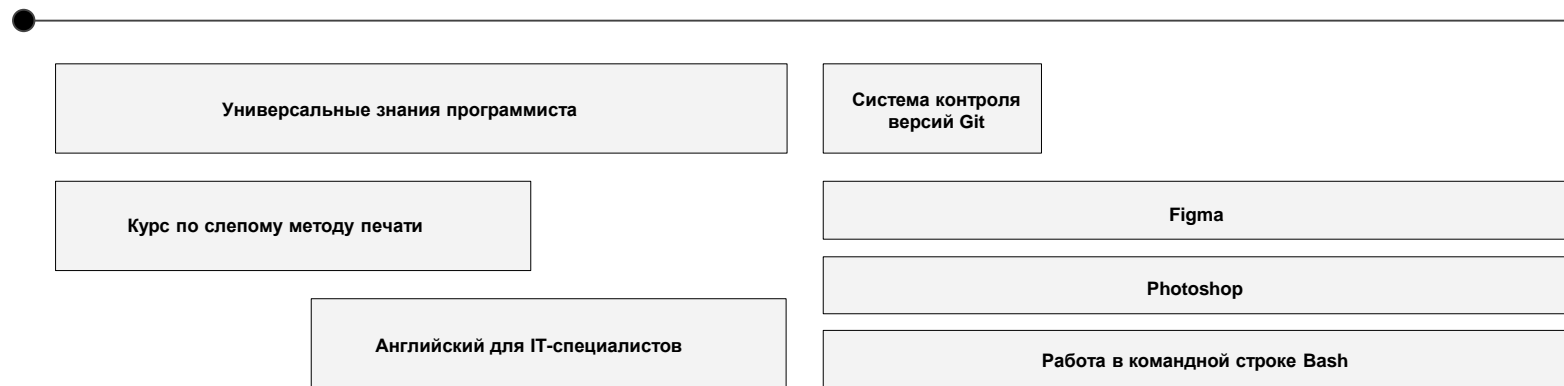 Универсальные знания программиста
Система контроля
версий Git
Курс по слепому методу печати
Figma
Photoshop
Английский для IT-специалистов
Работа в командной строке Bash